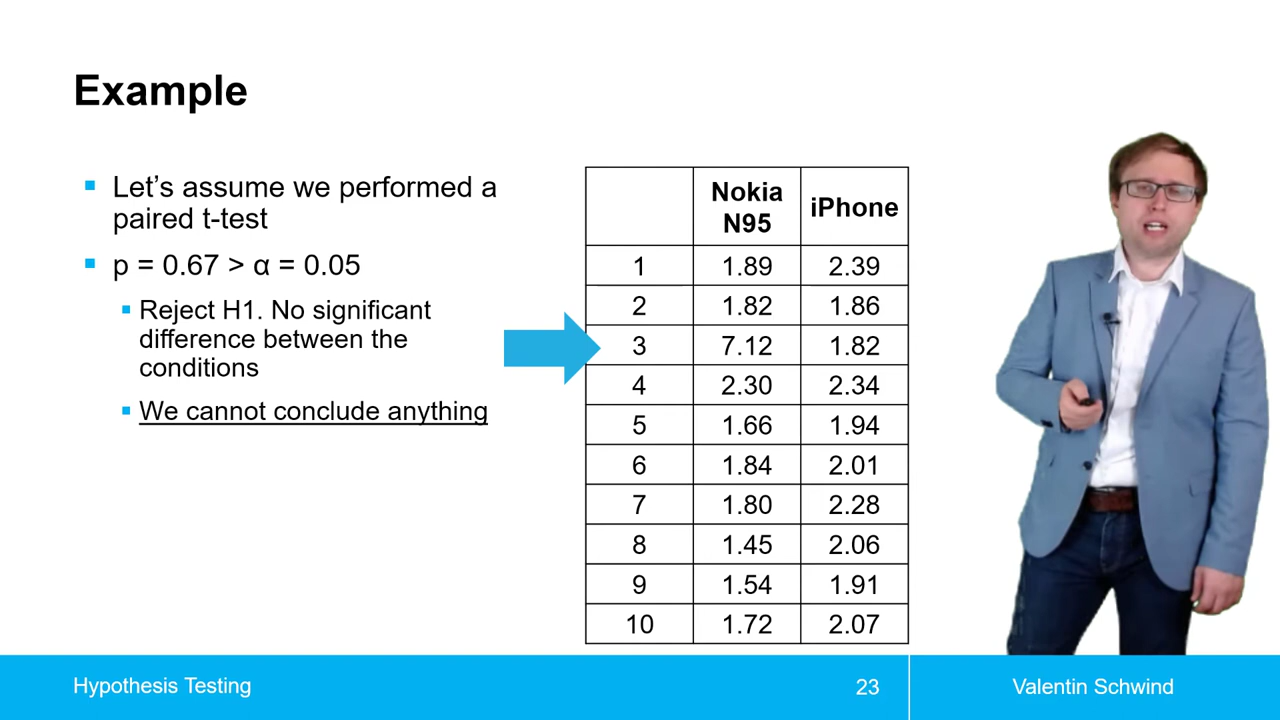 Example
Let’s assume we performed a
paired t-test
p = 0.67 > α = 0.05
Reject H1. No significant
difference between the
conditions
We cannot conclude anything
Nokia N95 iPhone
1 1.89 2.39
2 1.82 1.86
3 7.12 1.82
4 2.30 2.34
5 1.66 1.94
6 1.84 2.01
7 1.80 2.28
8 1.45 2.06
9 1.54 1.91
10 1.72 2.07
Hypothesis Testing 23 Valentin Schwind